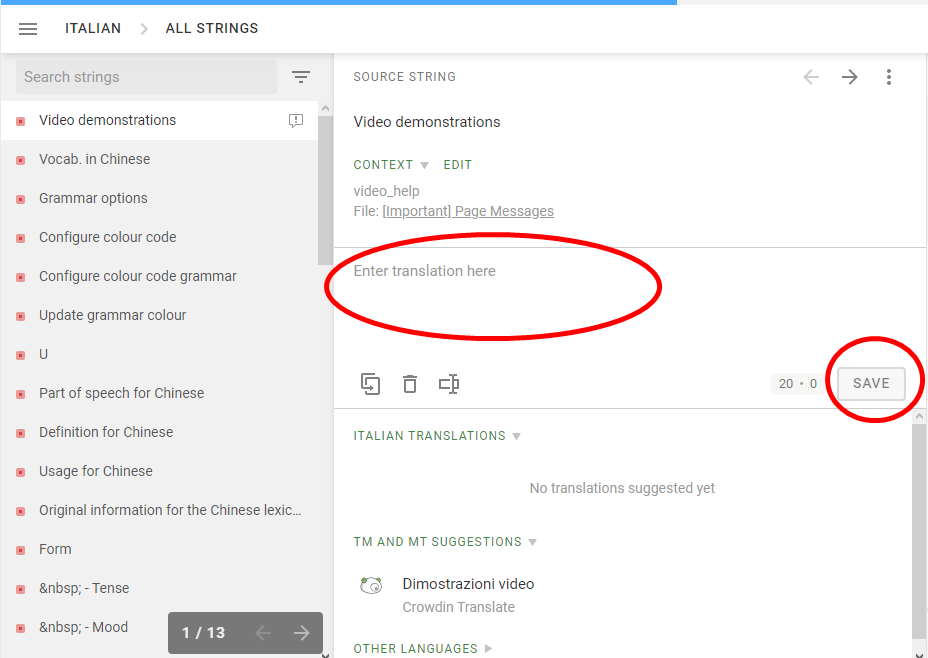 ITALIAN
ALL STRINGS
Search strings
Video demonstrations
Vocab. in Chinese
Grammar options
Configure colour code
Configure colour code grammar
Update grammar colour
U
Part of speech for Chinese
Definition for Chinese
Usage for Chinese
Original information for the Chinese lexic...
Form
&nbsp; - Tense
&nbsp; - Mood
1 / 13
SOURCE STRING
Video demonstrations
CONTEXT EDIT
video_help
File: [Important] Page Messages
Enter translation here
20 • 0 SAVE
ITALIAN TRANSLATIONS
No translations suggested yet
TM AND MT SUGGESTIONS
Dimostrazioni video
Crowdin Translate
OTHER LANGUAGES